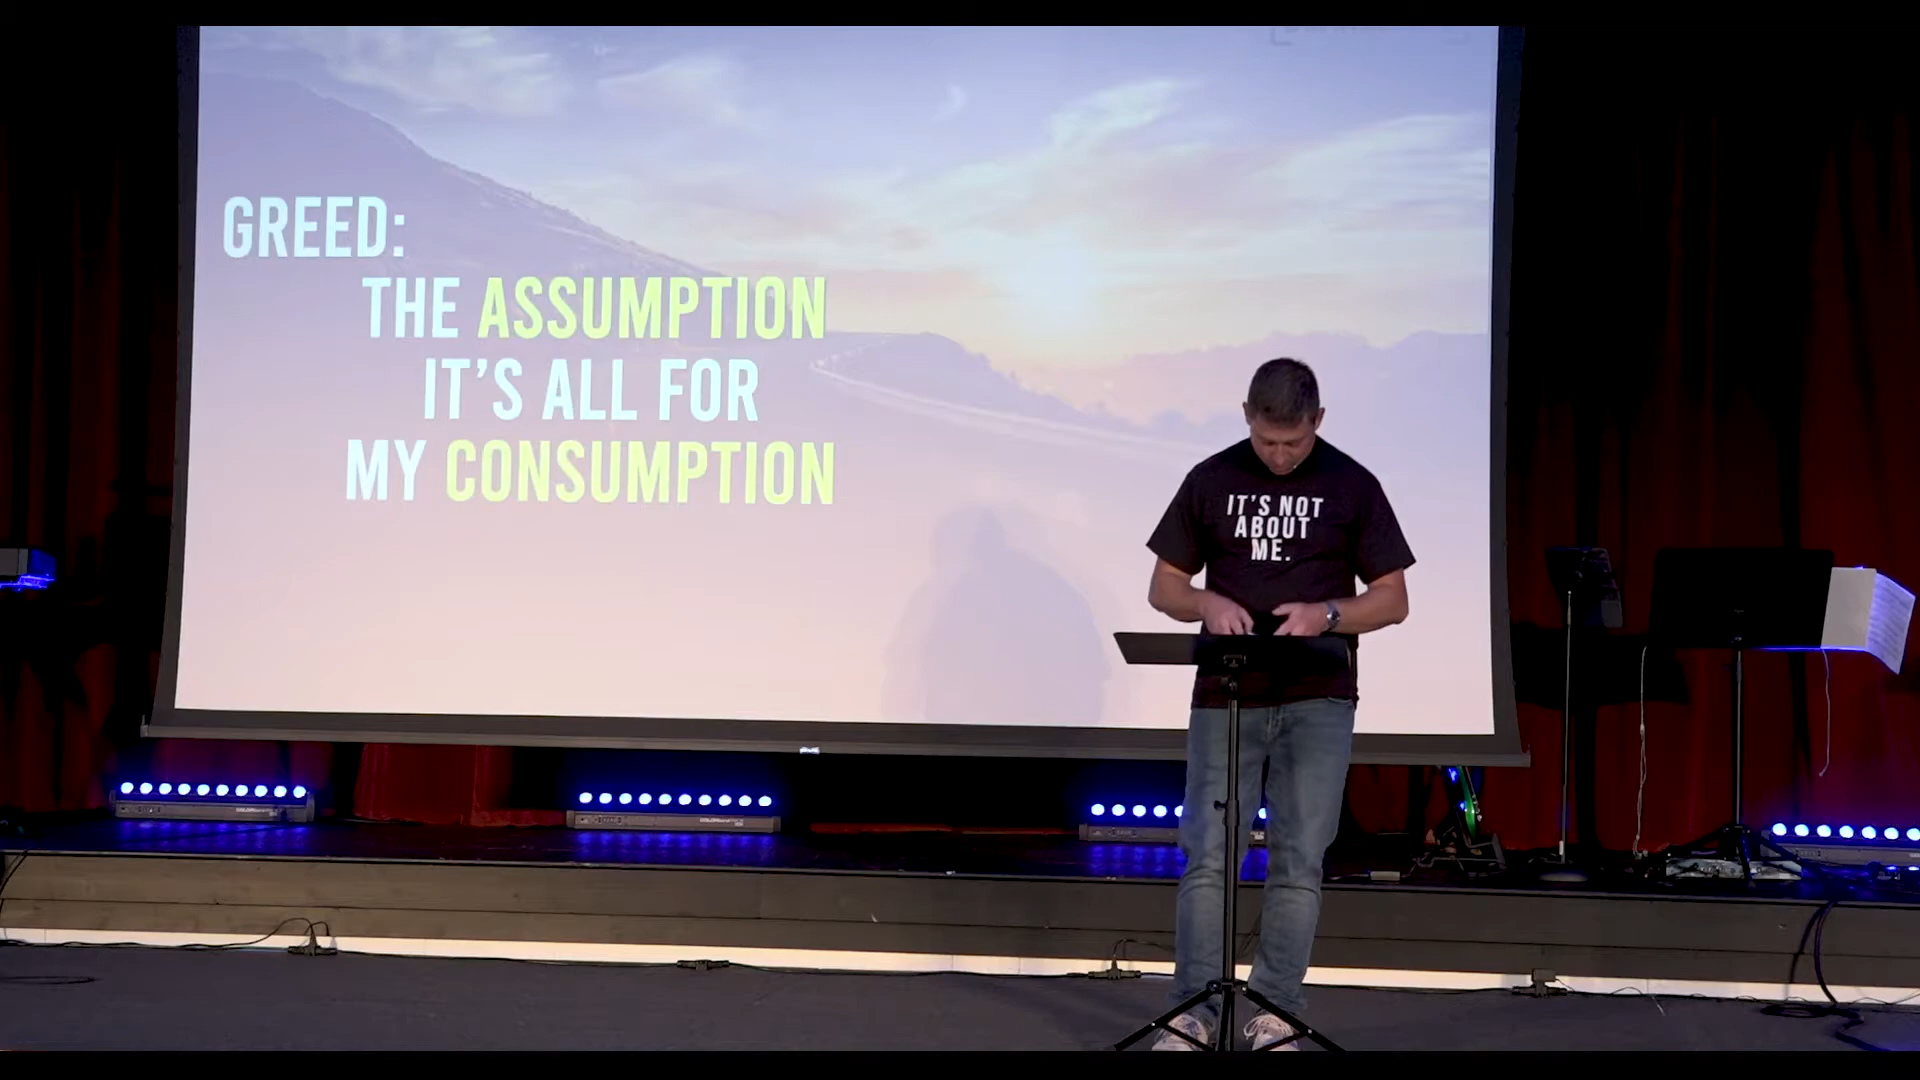 GREED:
THE ASSUMPTION
IT'S ALL FOR
MY CONSUMPTION
IT'S NOT
ABOUT
ME.